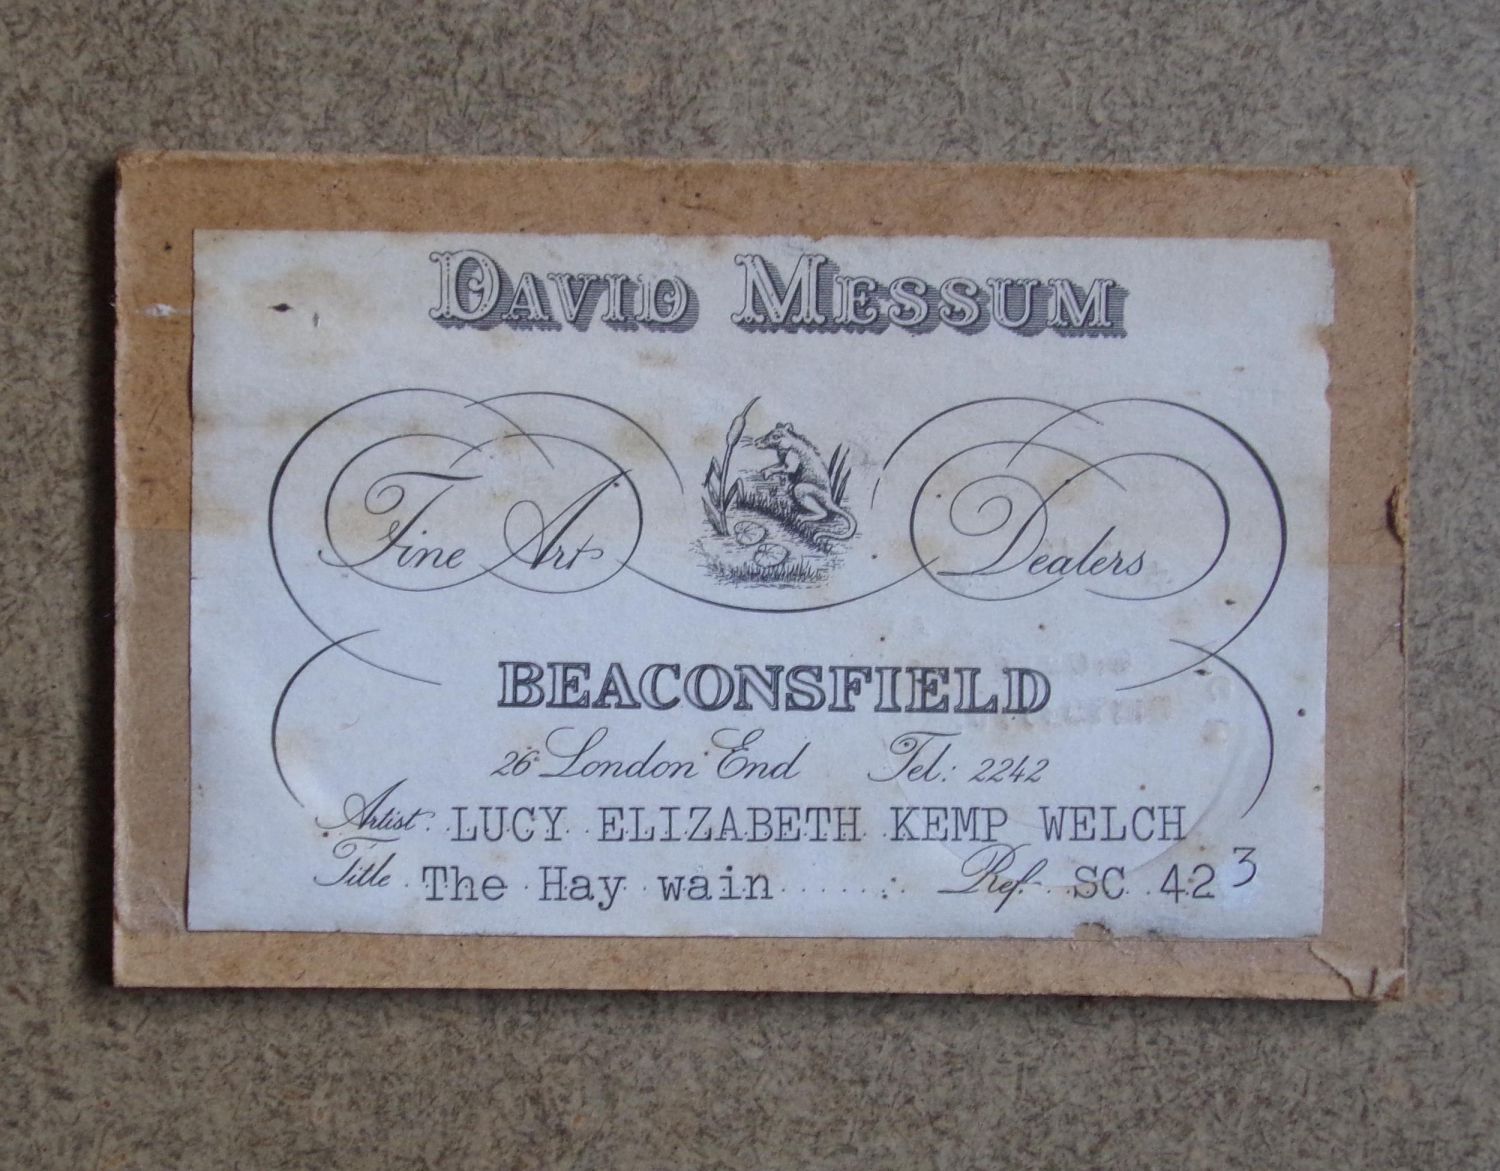 DAVID MESSUM
Fine Art Dealers
BEACONSFIELD
26 London End Tel: 2242
Artist LUCY ELIZABETH KEMP WELCH
Title The Hay wain Ref. SC 423